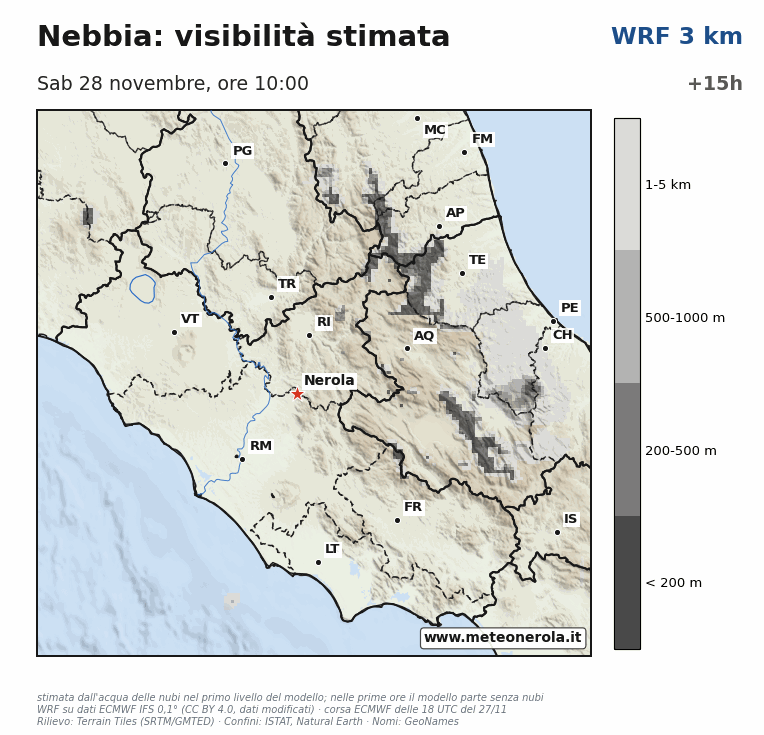 Nebbia: visibilità stimata
WRF 3 km
Sab 28 novembre, ore 10:00
+15h
MC
FM
PG
AP
TE
TR
PE
VT
RI
AQ
CH
Nerola
RM
FR
IS
LT
www.meteonerola.it
1-5 km
500-1000 m
200-500 m
< 200 m
stimata dall'acqua delle nubi nel primo livello del modello; nelle prime ore il modello parte senza nubi
WRF su dati ECMWF IFS 0,1° (CC BY 4.0, dati modificati) · corsa ECMWF delle 18 UTC del 27/11
Rilievo: Terrain Tiles (SRTM/GMTED) · Confini: ISTAT, Natural Earth · Nomi: GeoNames